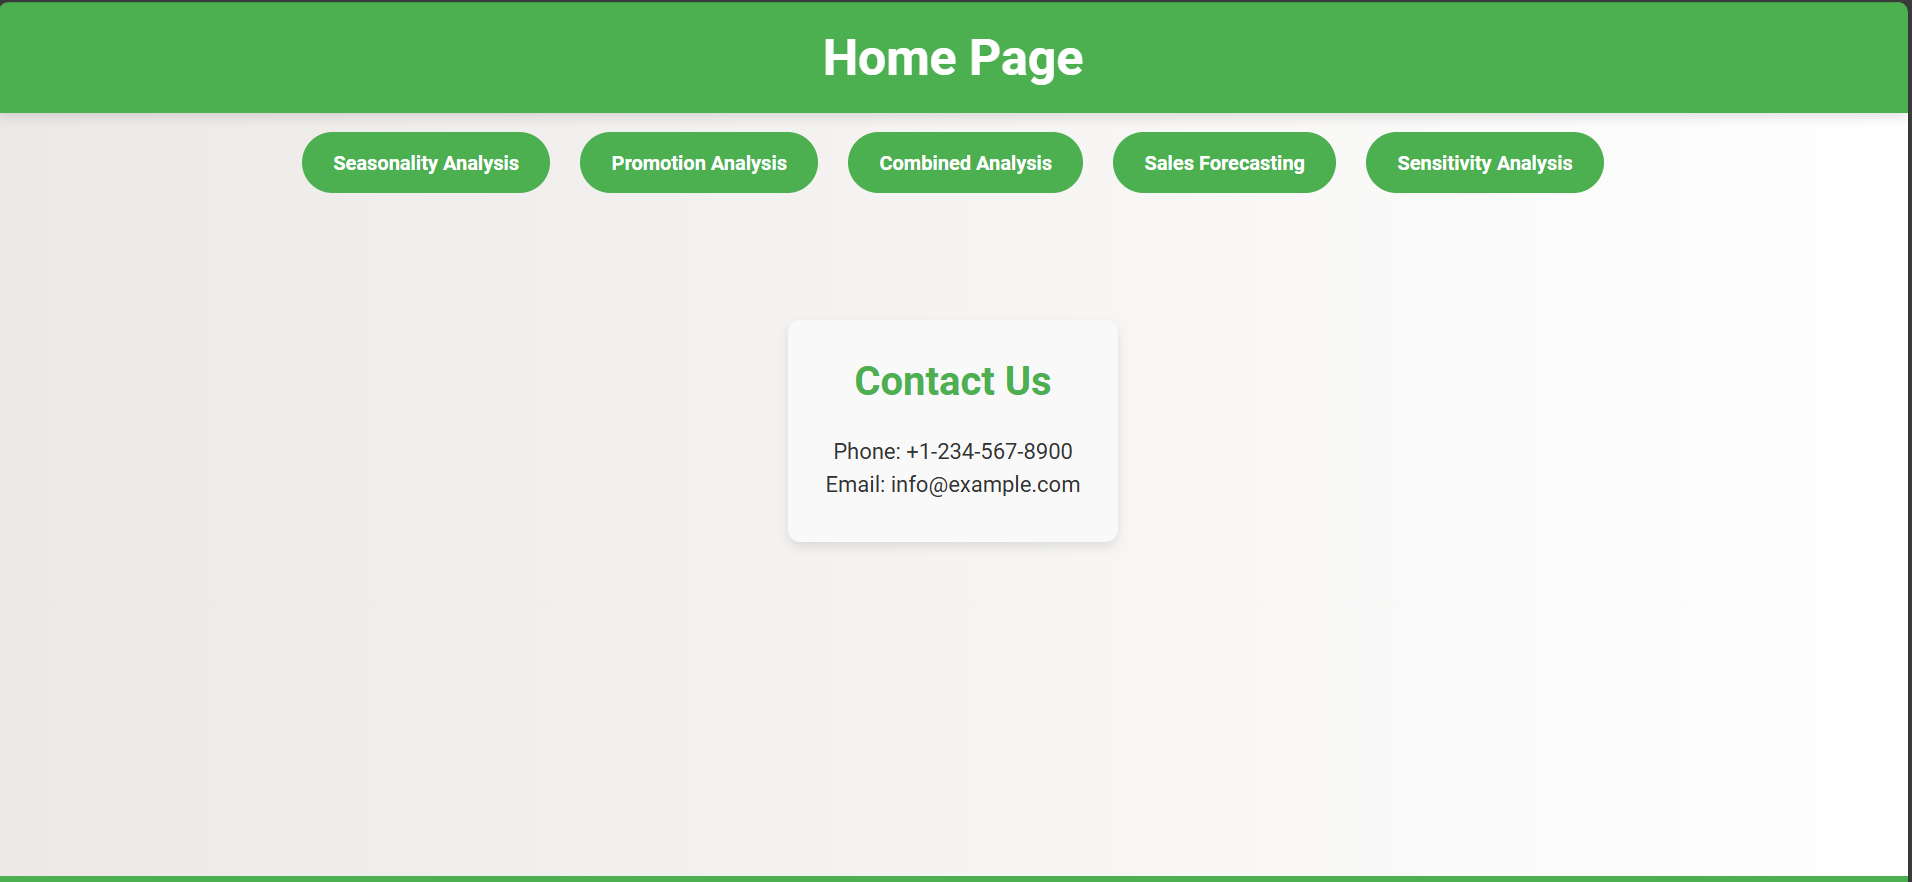 Home Page
Seasonality Analysis Promotion Analysis Combined Analysis Sales Forecasting Sensitivity Analysis
Contact Us
Phone: +1-234-567-8900
Email: info@example.com